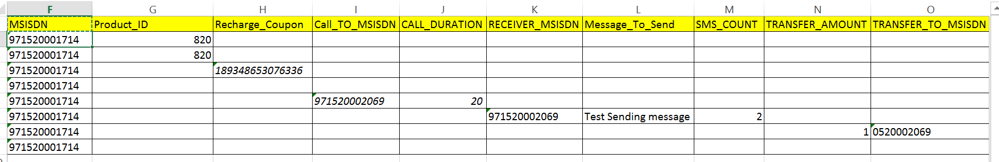 F G H I J K L M N O
MSISDN Product_ID Recharge_Coupon Call_TO_MSISDN CALL_DURATION RECEIVER_MSISDN Message_To_Send SMS_COUNT TRANSFER_AMOUNT TRANSFER_TO_MSISDN
971520001714 820
971520001714 820
971520001714 189348653076336
971520001714
971520001714 971520002069 20
971520001714 971520002069 Test Sending message 2
971520001714 1 0520002069
971520001714